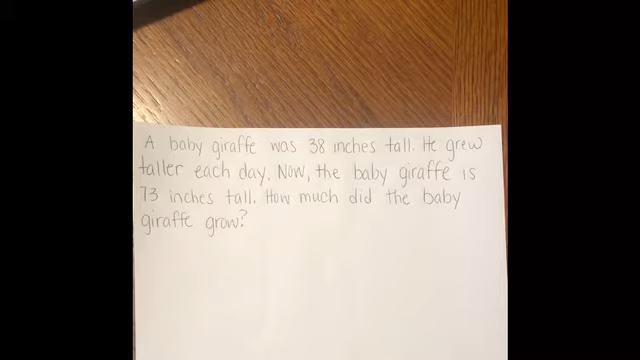 A baby giraffe was 38 inches tall. He grew
taller each day. Now, the baby giraffe is
73 inches tall. How much did the baby
giraffe grow?